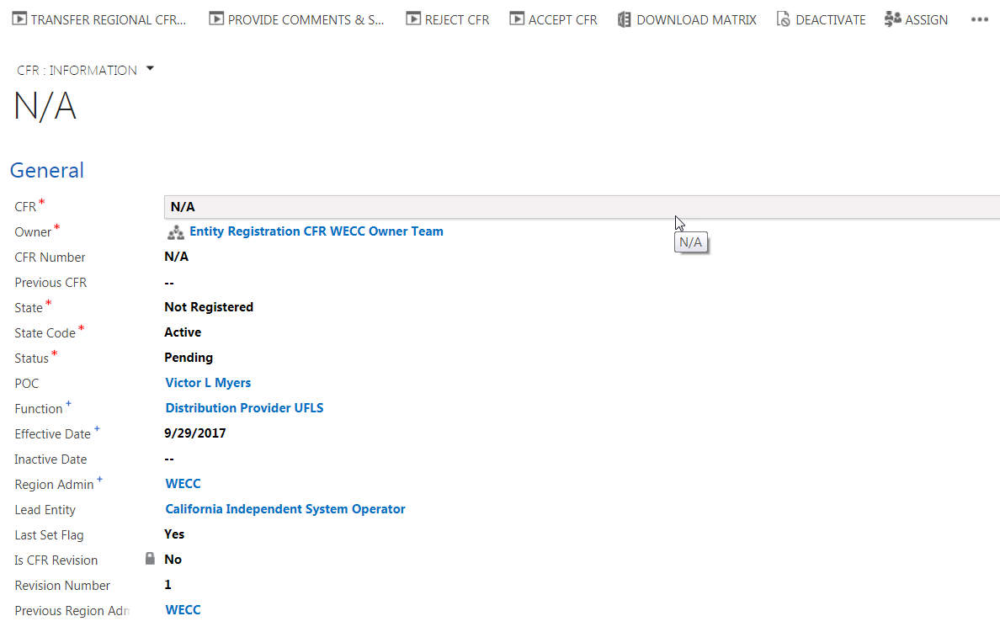 TRANSFER REGIONAL CFR... PROVIDE COMMENTS & S... REJECT CFR ACCEPT CFR DOWNLOAD MATRIX DEACTIVATE ASSIGN •••
CFR : INFORMATION
N/A
General
CFR* N/A
Owner* Entity Registration CFR WECC Owner Team
N/A
CFR Number N/A
Previous CFR --
State* Not Registered
State Code* Active
Status* Pending
POC Victor L Myers
Function+ Distribution Provider UFLS
Effective Date+ 9/29/2017
Inactive Date --
Region Admin+ WECC
Lead Entity California Independent System Operator
Last Set Flag Yes
Is CFR Revision No
Revision Number 1
Previous Region Adm WECC